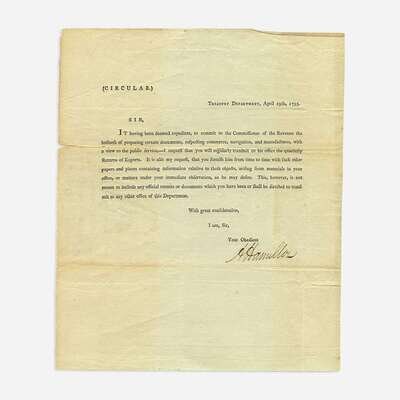 (CIRCULAR.)
TREASURY DEPARTMENT, April 29th, 1793.
SIR,
IT having been deemed expedient, to commit to the Commissioner of the Revenue the
business of preparing certain documents, respecting commerce, navigation, and manufactures, with
a view to the public service—I request that you will regularly transmit to his office the quarterly
Returns of Exports. It is also my request, that you furnish him from time to time with such other
papers and pieces containing information relative to those objects, arising from materials in your
office, or matters under your immediate observation, as he may desire. This, however, is not
meant to include any official returns or documents which you have been or shall be directed to trans-
mit to any other office of this Department.
With great consideration,
I am, Sir,
Your Obedient
A Hamilton